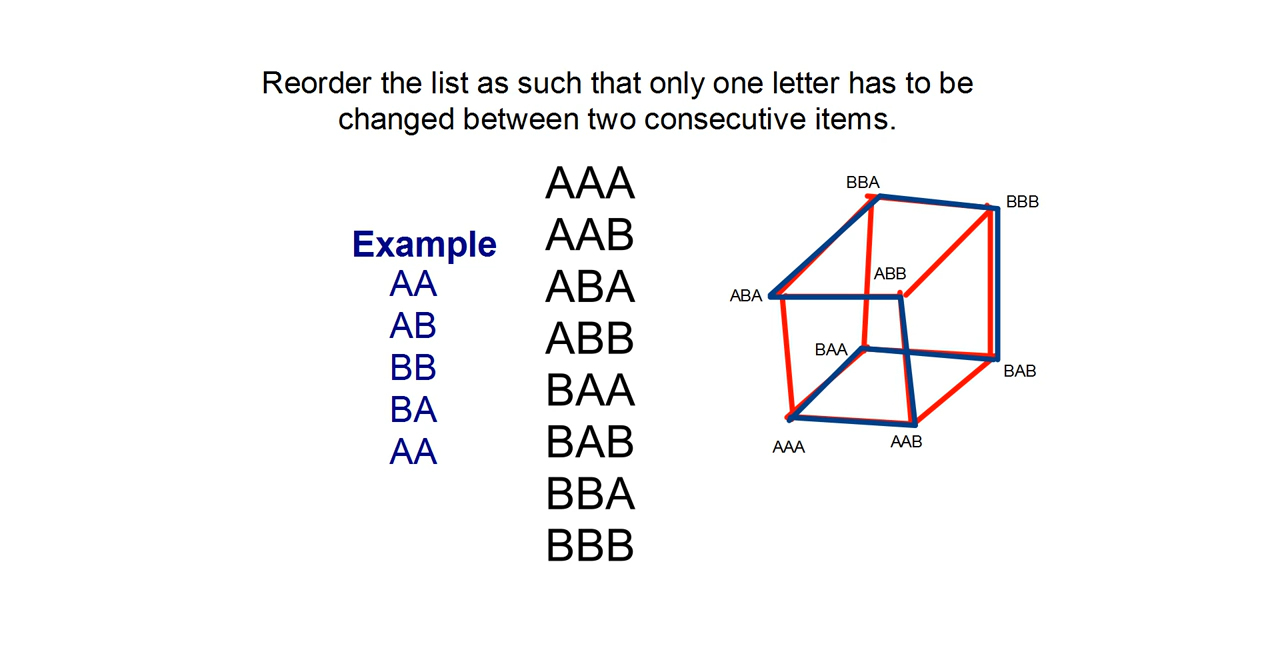 Reorder the list as such that only one letter has to be
changed between two consecutive items.
Example
AA
AB
BB
BA
AA
AAA
AAB
ABA
ABB
BAA
BAB
BBA
BBB
BBA
BBB
ABB
ABA
BAA
BAB
AAA
AAB